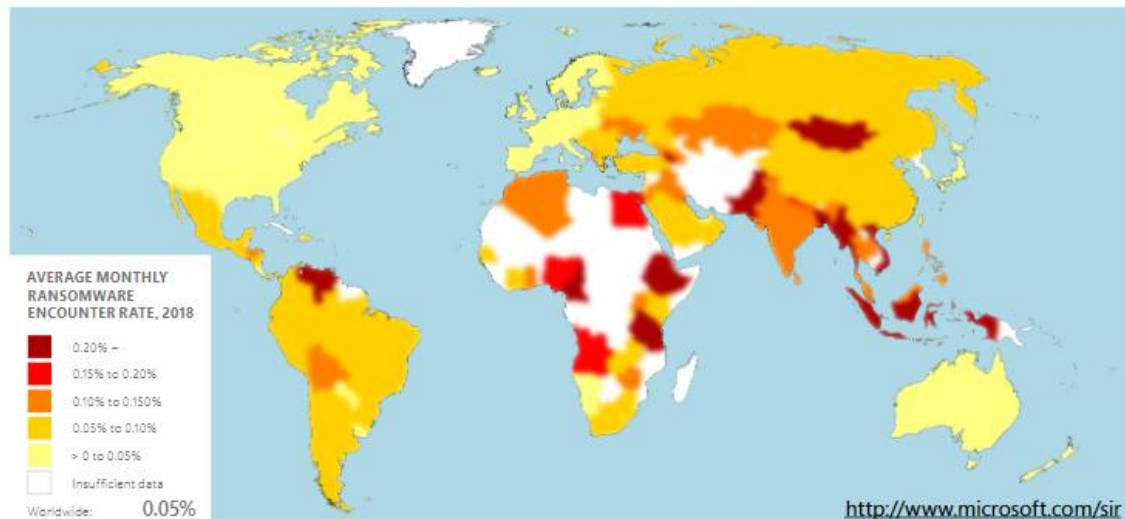 AVERAGE MONTHLY
RANSOMWARE
ENCOUNTER RATE, 2018
0.20% –
0.15% to 0.20%
0.10% to 0.150%
0.05% to 0.10%
> 0 to 0.05%
Insufficient data
Worldwide: 0.05%
http://www.microsoft.com/sir